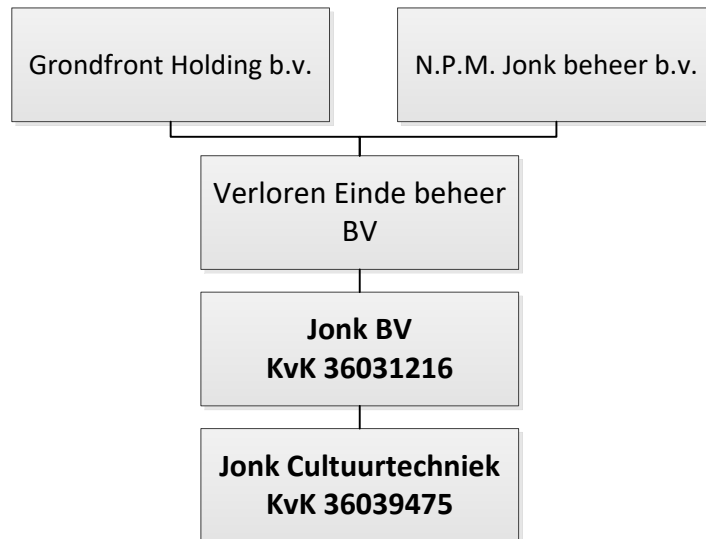 Grondfront Holding b.v.
N.P.M. Jonk beheer b.v.
Verloren Einde beheer
BV
Jonk BV
KvK 36031216
Jonk Cultuurtechniek
KvK 36039475